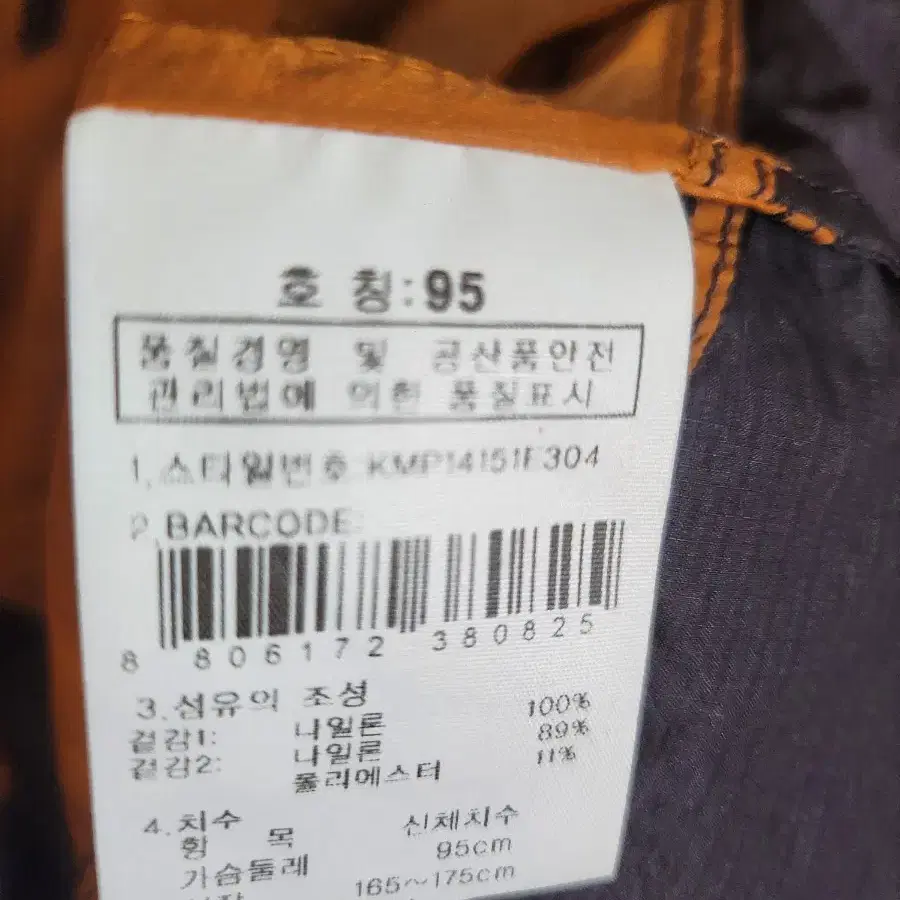 호 칭:95
품질경영 및 공산품안전
관리법에 의한 품질표시
1.스타일번호:KMP14151F304
2.BARCODE:
8 806172 380825
3.섬유의 조성
겉감1: 나일론 100%
겉감2: 나일론 89%
폴리에스터 11%
4.치수
항 목 신체치수
가슴둘레 95cm
165~175cm